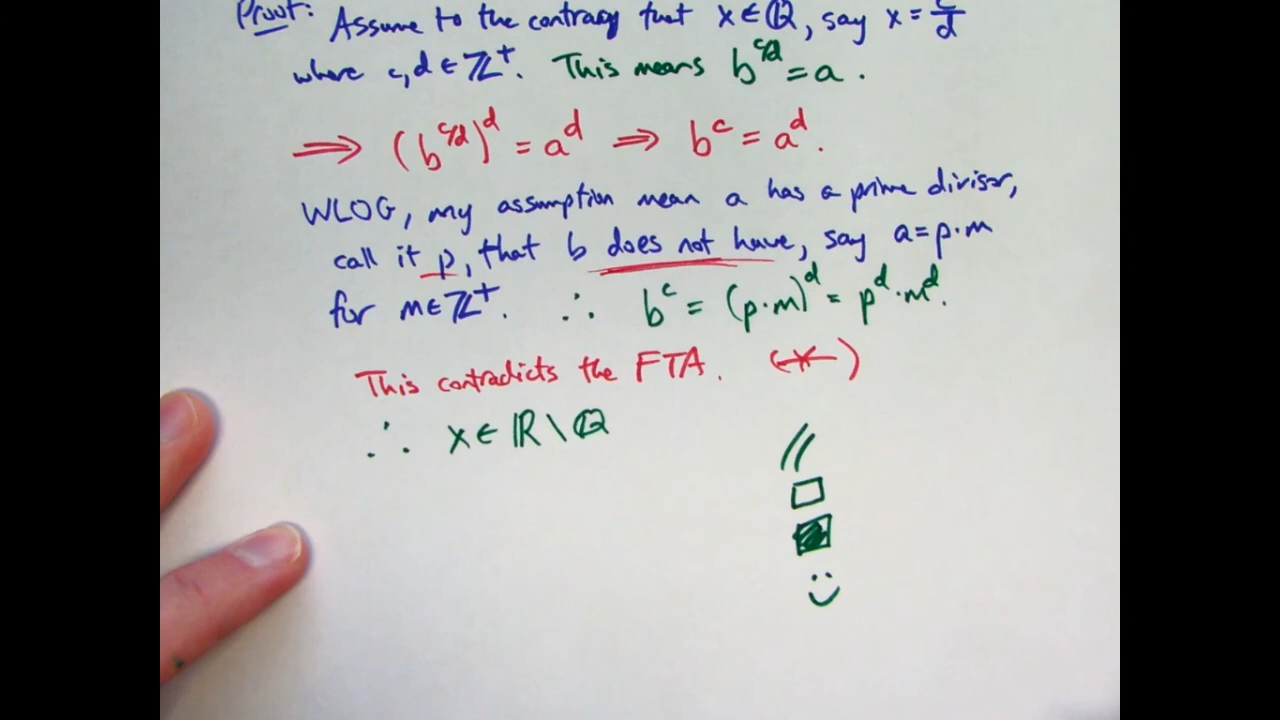 Proof: Assume to the contrary that x ∈ ℚ, say x = c/d
where c, d ∈ ℤ⁺. This means b^(c/d) = a.
⟹ (b^(c/d))^d = a^d ⟹ b^c = a^d.
WLOG, my assumption mean a has a prime divisor,
call it p, that b does not have, say a = p·m
for m ∈ ℤ⁺. ∴ b^c = (p·m)^d = p^d · m^d.
This contradicts the FTA. (⋇)
∴ x ∈ ℝ \ ℚ //
□
■